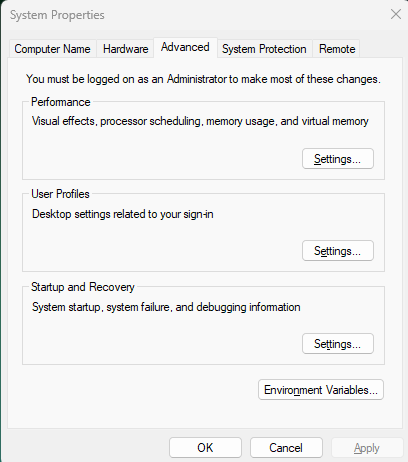 System Properties
Computer Name Hardware Advanced System Protection Remote
You must be logged on as an Administrator to make most of these changes.
Performance
Visual effects, processor scheduling, memory usage, and virtual memory
Settings...
User Profiles
Desktop settings related to your sign-in
Settings...
Startup and Recovery
System startup, system failure, and debugging information
Settings...
Environment Variables...
OK Cancel Apply